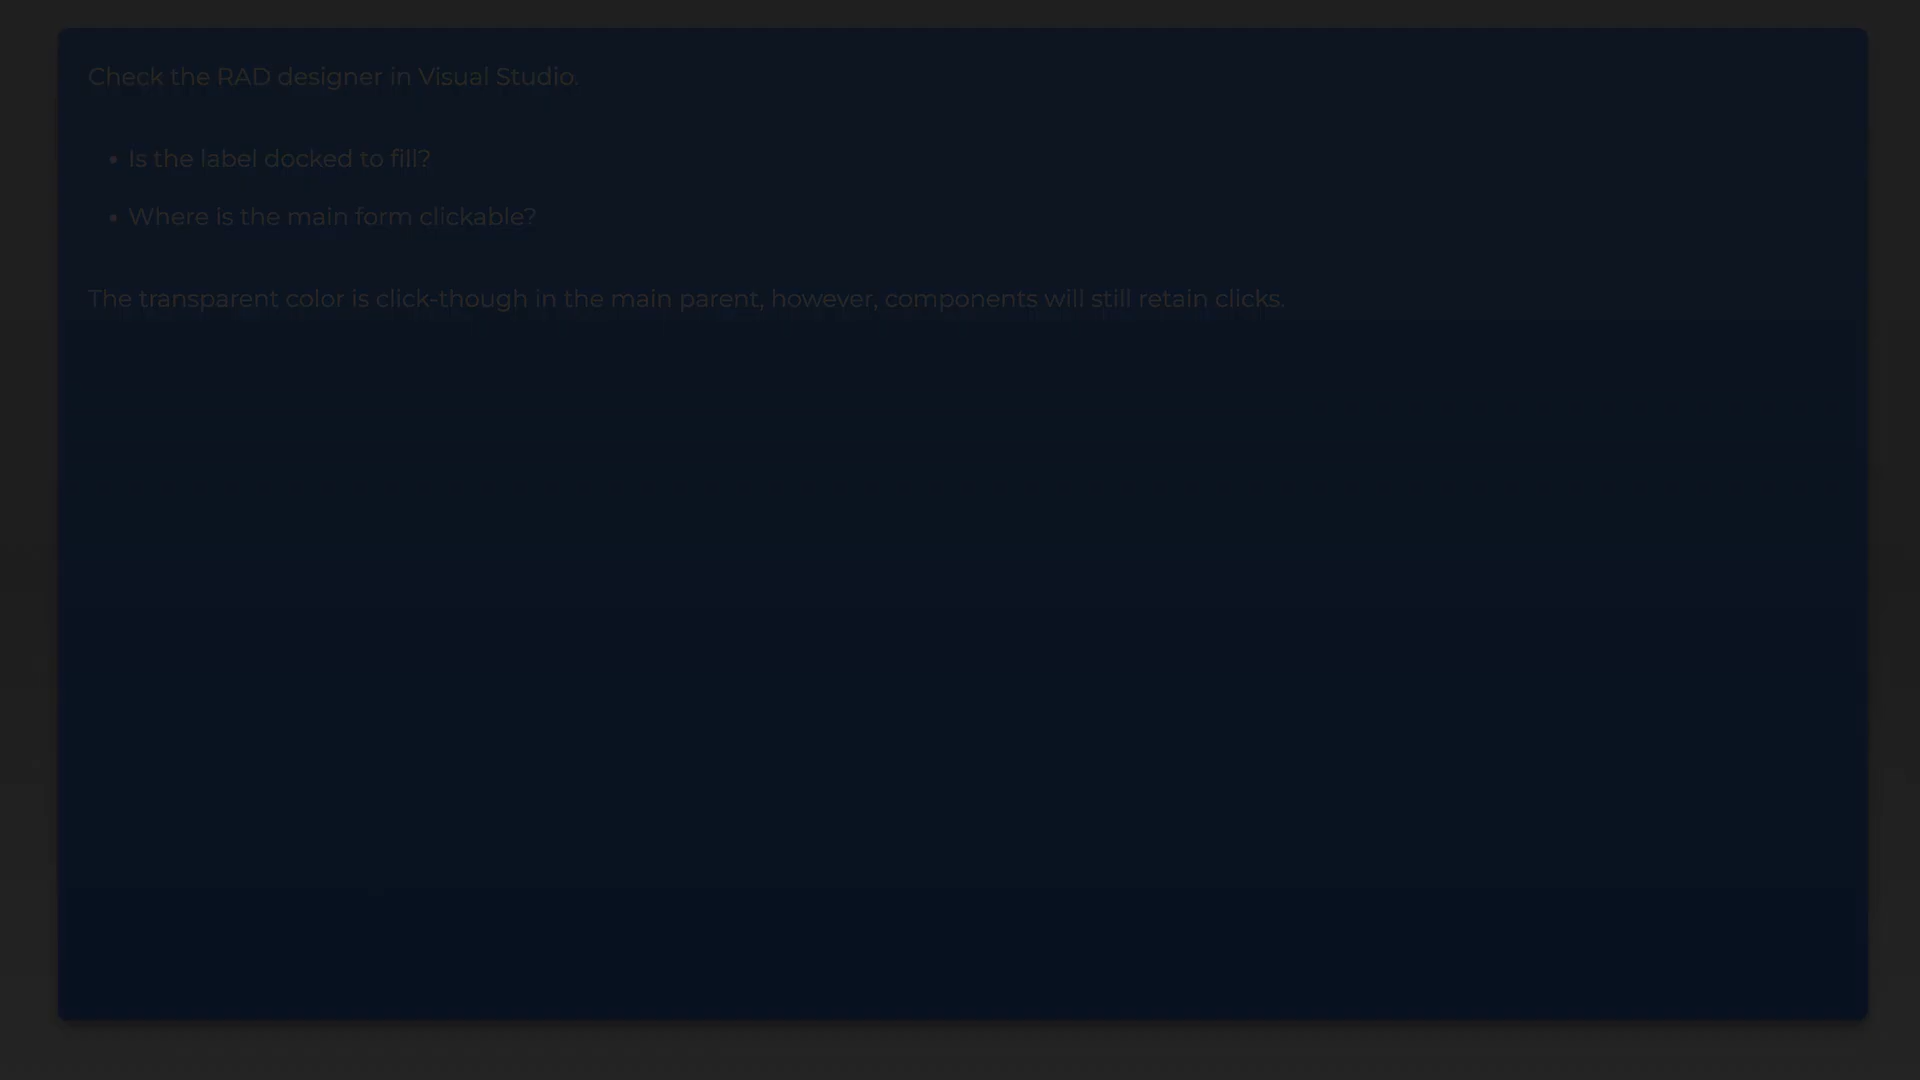 Check the RAD designer in Visual Studio.
• Is the label docked to fill?
• Where is the main form clickable?
The transparent color is click-though in the main parent, however, components will still retain clicks.